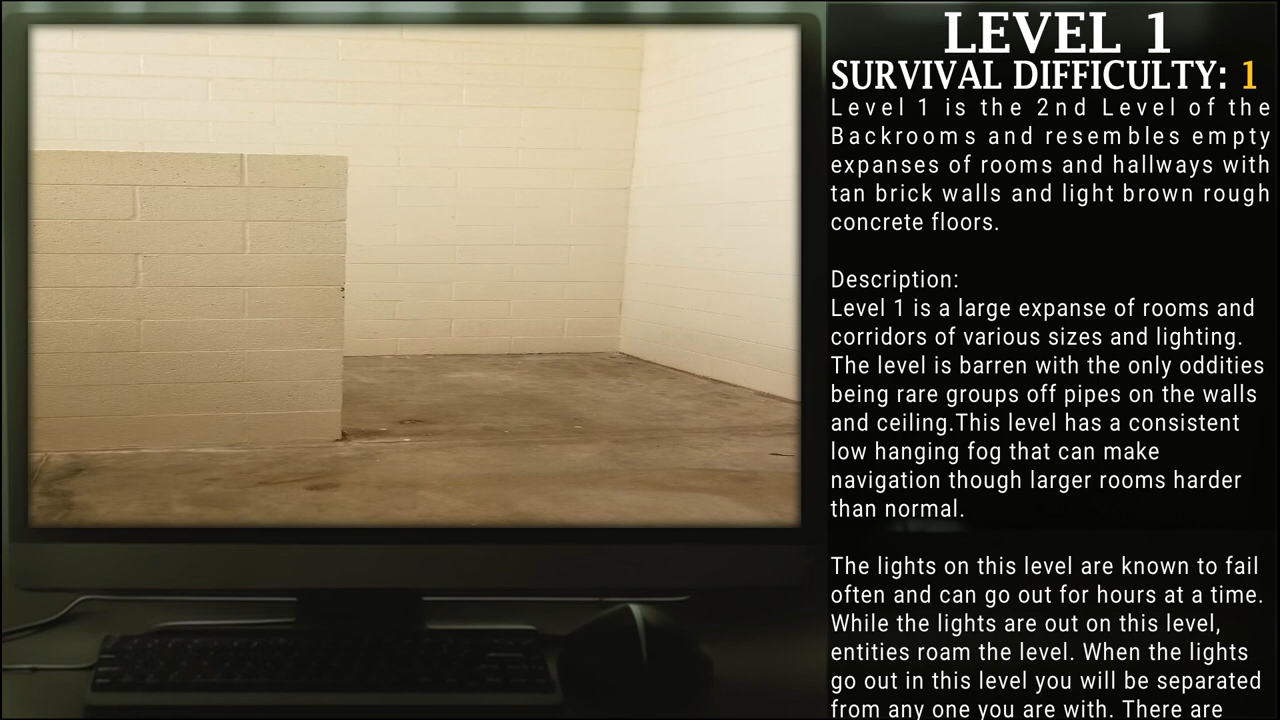 LEVEL 1
SURVIVAL DIFFICULTY: 1
Level 1 is the 2nd Level of the
Backrooms and resembles empty
expanses of rooms and hallways with
tan brick walls and light brown rough
concrete floors.
Description:
Level 1 is a large expanse of rooms and
corridors of various sizes and lighting.
The level is barren with the only oddities
being rare groups off pipes on the walls
and ceiling.This level has a consistent
low hanging fog that can make
navigation though larger rooms harder
than normal.
The lights on this level are known to fail
often and can go out for hours at a time.
While the lights are out on this level,
entities roam the level. When the lights
go out in this level you will be separated
from any one you are with. There are